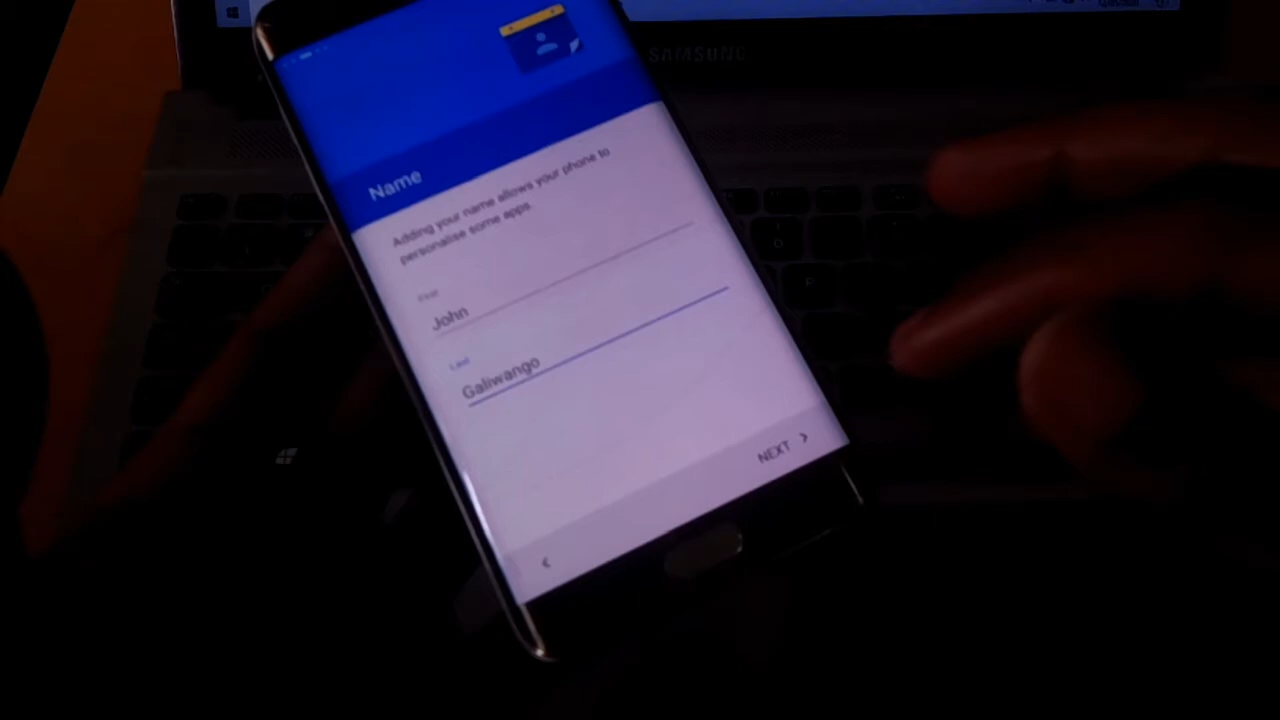 SAMSUNG
Name
Adding your name allows your phone to
personalise some apps.
First
John
Last
Galiwango
NEXT